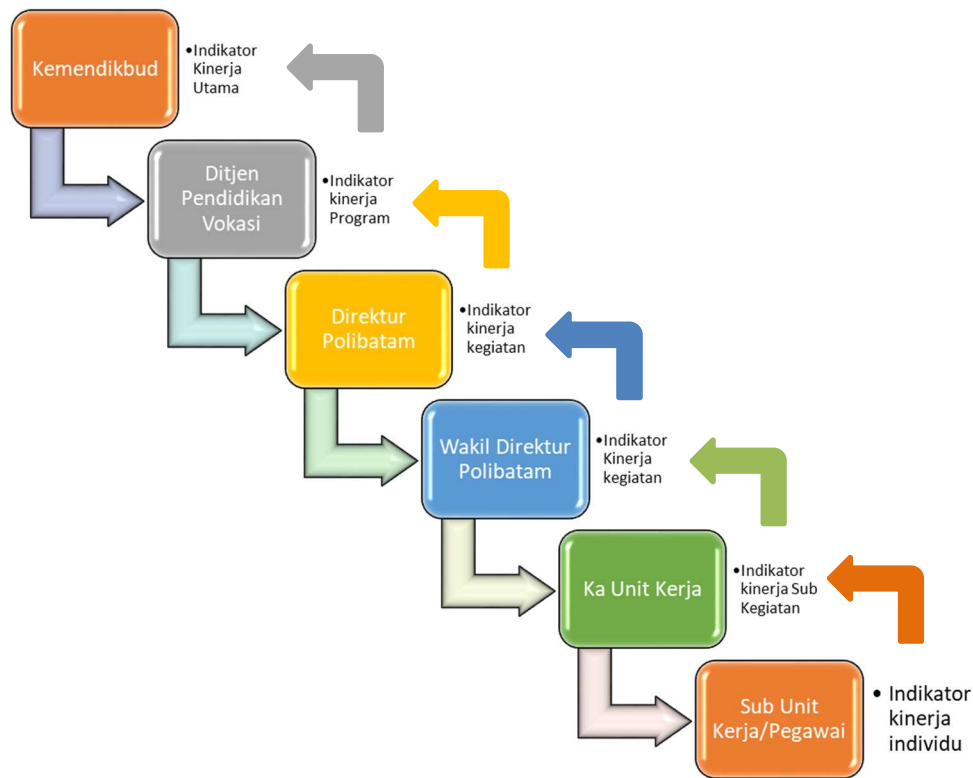 Kemendikbud
•Indikator
Kinerja
Utama
Ditjen
Pendidikan
Vokasi
•Indikator
kinerja
Program
Direktur
Polibatam
•Indikator
kinerja
kegiatan
Wakil Direktur
Polibatam
•Indikator
Kinerja
kegiatan
Ka Unit Kerja
•Indikator
kinerja Sub
Kegiatan
Sub Unit
Kerja/Pegawai
• Indikator
kinerja
individu